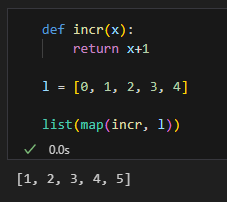 def incr(x):
    return x+1
l = [0, 1, 2, 3, 4]
list(map(incr, l))
0.0s
[1, 2, 3, 4, 5]